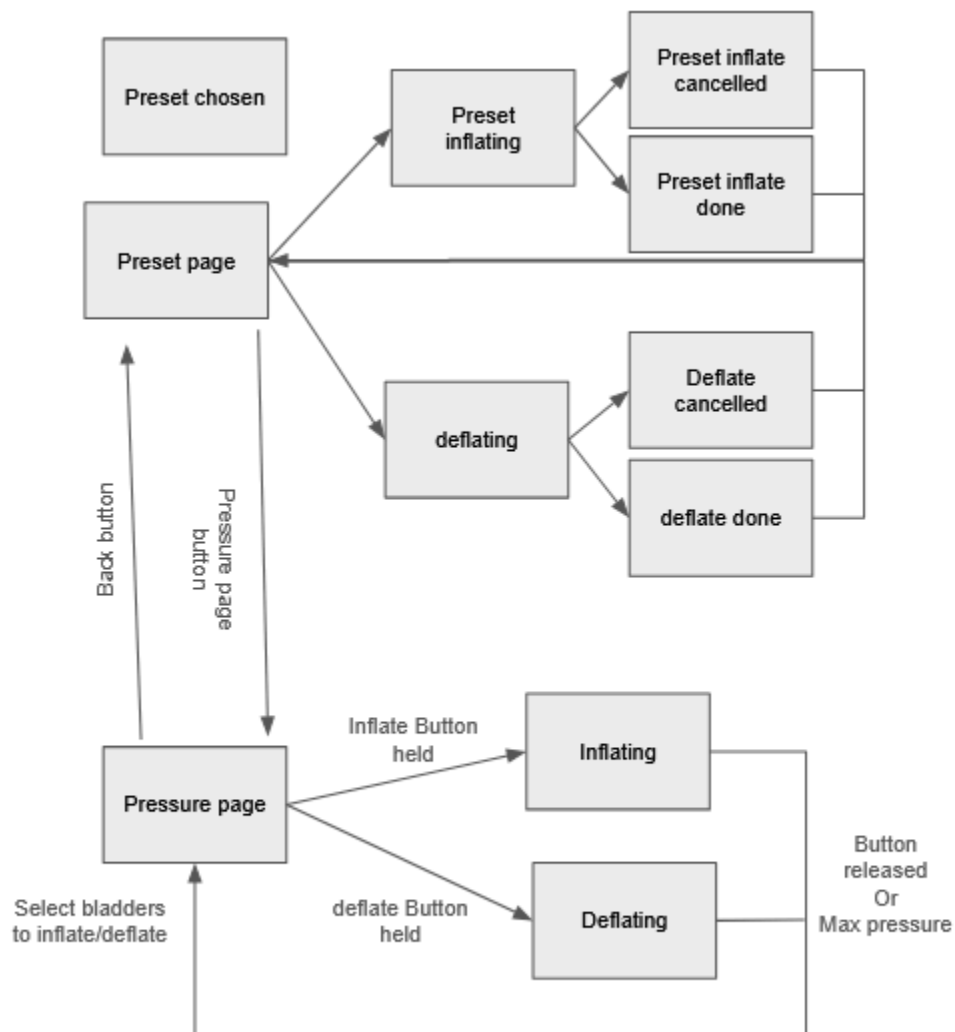 Preset chosen
Preset inflating
Preset inflate
cancelled
Preset inflate
done
Preset page
deflating
Deflate
cancelled
deflate done
Back button
Pressure page
button
Pressure page
Inflate Button
held
Inflating
deflate Button
held
Deflating
Select bladders
to inflate/deflate
Button
released
Or
Max pressure